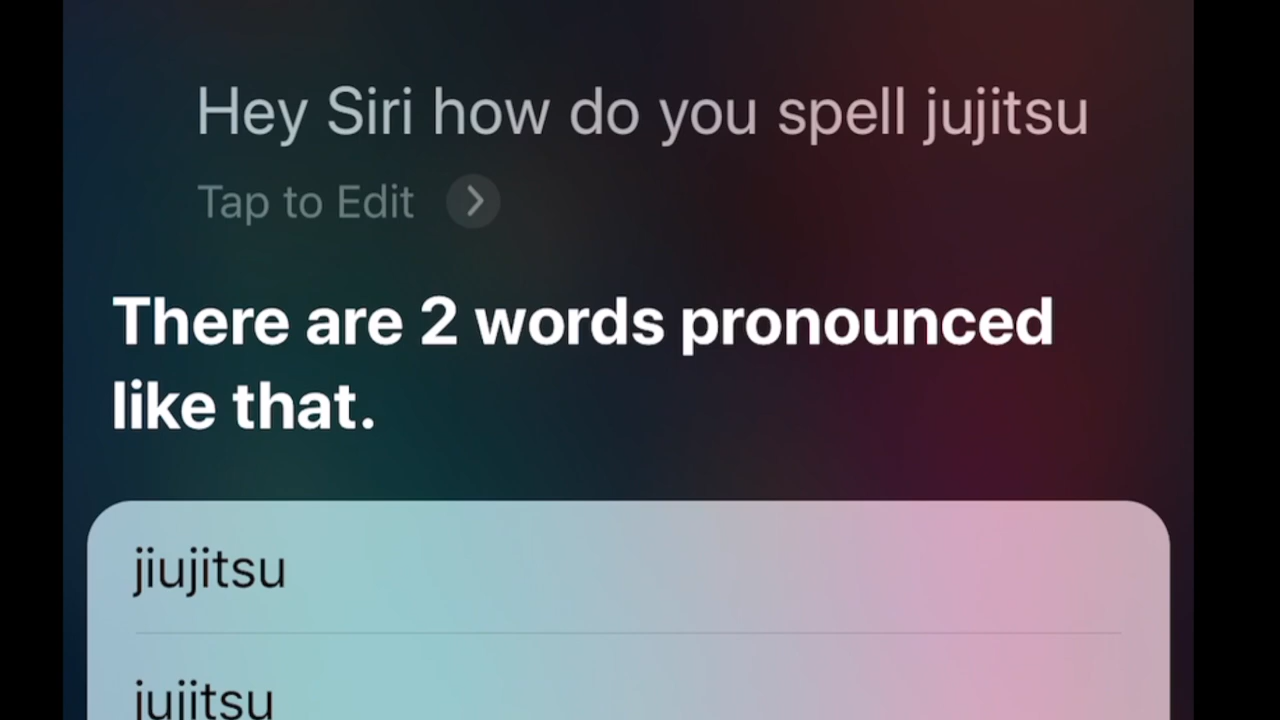 Hey Siri how do you spell jujitsu
Tap to Edit
There are 2 words pronounced
like that.
jiujitsu
jujitsu